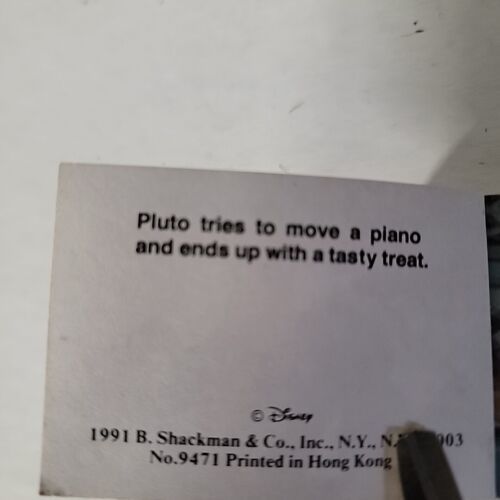 Pluto tries to move a piano
and ends up with a tasty treat.
© Disney
1991 B. Shackman & Co., Inc., N.Y., 
No.9471 Printed in Hong Kong